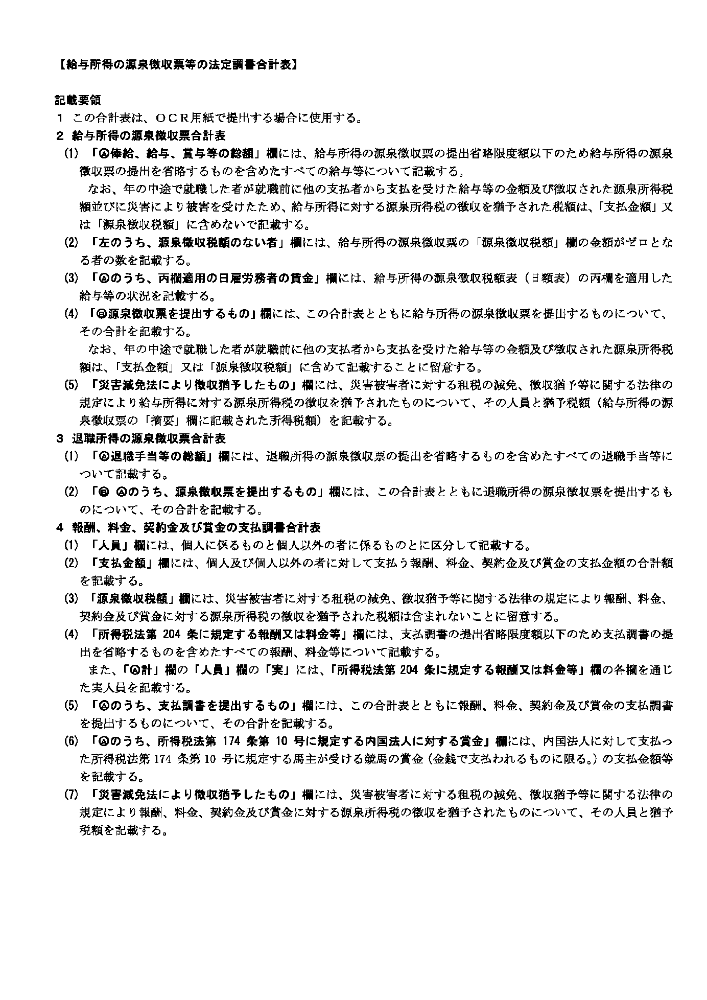 【給与所得の源泉徴収票等の法定調書合計表】
記載要領
１ この合計表は、ＯＣＲ用紙で提出する場合に使用する。
２ 給与所得の源泉徴収票合計表
(1) 「Ⓐ俸給、給与、賞与等の総額」欄には、給与所得の源泉徴収票の提出省略限度額以下のため給与所得の源泉
徴収票の提出を省略するものを含めたすべての給与等について記載する。
なお、年の中途で就職した者が就職前に他の支払者から支払を受けた給与等の金額及び徴収された源泉所得税
額並びに災害により被害を受けたため、給与所得に対する源泉所得税の徴収を猶予された税額は、「支払金額」又
は「源泉徴収税額」に含めないで記載する。
(2) 「左のうち、源泉徴収税額のない者」欄には、給与所得の源泉徴収票の「源泉徴収税額」欄の金額がゼロとな
る者の数を記載する。
(3) 「Ⓐのうち、丙欄適用の日雇労務者の賃金」欄には、給与所得の源泉徴収税額表（日額表）の丙欄を適用した
給与等の状況を記載する。
(4) 「Ⓑ源泉徴収票を提出するもの」欄には、この合計表とともに給与所得の源泉徴収票を提出するものについて、
その合計を記載する。
なお、年の中途で就職した者が就職前に他の支払者から支払を受けた給与等の金額及び徴収された源泉所得税
額は、「支払金額」又は「源泉徴収税額」に含めて記載することに留意する。
(5) 「災害減免法により徴収猶予したもの」欄には、災害被害者に対する租税の減免、徴収猶予等に関する法律の
規定により給与所得に対する源泉所得税の徴収を猶予されたものについて、その人員と猶予税額（給与所得の源
泉徴収票の「摘要」欄に記載された所得税額）を記載する。
３ 退職所得の源泉徴収票合計表
(1) 「Ⓐ退職手当等の総額」欄には、退職所得の源泉徴収票の提出を省略するものを含めたすべての退職手当等に
ついて記載する。
(2) 「Ⓑ Ⓐのうち、源泉徴収票を提出するもの」欄には、この合計表とともに退職所得の源泉徴収票を提出するも
のについて、その合計を記載する。
４ 報酬、料金、契約金及び賞金の支払調書合計表
(1) 「人員」欄には、個人に係るものと個人以外の者に係るものとに区分して記載する。
(2) 「支払金額」欄には、個人及び個人以外の者に対して支払う報酬、料金、契約金及び賞金の支払金額の合計額
を記載する。
(3) 「源泉徴収税額」欄には、災害被害者に対する租税の減免、徴収猶予等に関する法律の規定により報酬、料金、
契約金及び賞金に対する源泉所得税の徴収を猶予された税額は含まれないことに留意する。
(4) 「所得税法第 204 条に規定する報酬又は料金等」欄には、支払調書の提出省略限度額以下のため支払調書の提
出を省略するものを含めたすべての報酬、料金等について記載する。
また、「Ⓐ計」欄の「人員」欄の「実」には、「所得税法第 204 条に規定する報酬又は料金等」欄の各欄を通じ
た実人員を記載する。
(5) 「Ⓐのうち、支払調書を提出するもの」欄には、この合計表とともに報酬、料金、契約金及び賞金の支払調書
を提出するものについて、その合計を記載する。
(6) 「Ⓐのうち、所得税法第 174 条第 10 号に規定する内国法人に対する賞金」欄には、内国法人に対して支払っ
た所得税法第 174 条第 10 号に規定する馬主が受ける競馬の賞金（金銭で支払われるものに限る。）の支払金額等
を記載する。
(7) 「災害減免法により徴収猶予したもの」欄には、災害被害者に対する租税の減免、徴収猶予等に関する法律の
規定により報酬、料金、契約金及び賞金に対する源泉所得税の徴収を猶予されたものについて、その人員と猶予
税額を記載する。